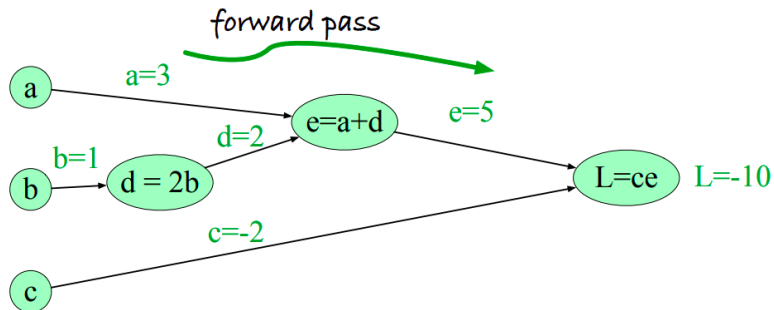 forward pass
a
a=3
e=a+d
e=5
b=1
d=2
b
d = 2b
L=ce
L=-10
c=-2
c